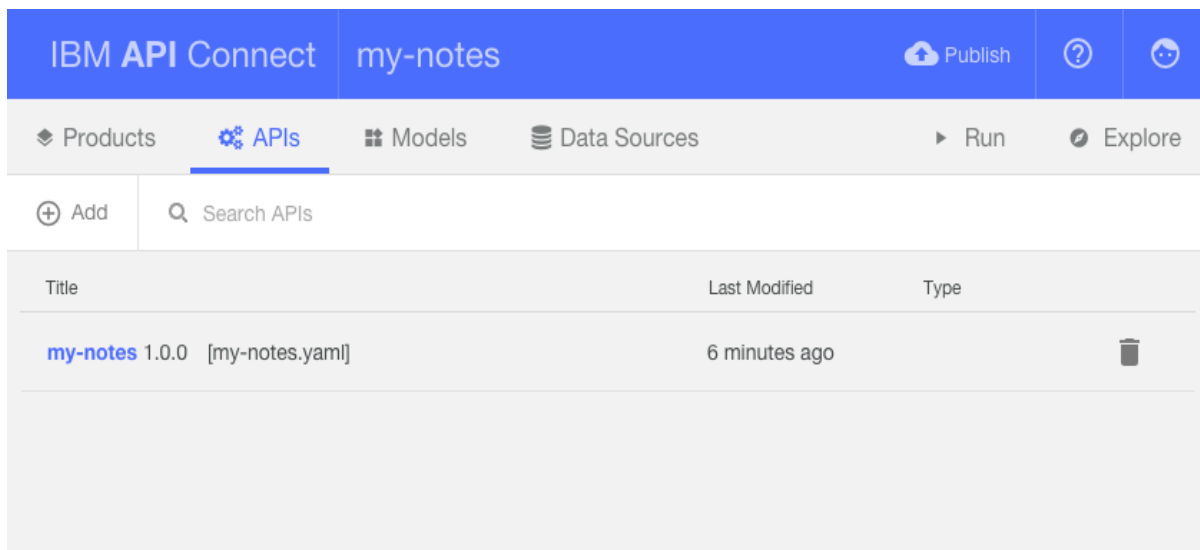 IBM API Connect my-notes Publish
Products APIs Models Data Sources Run Explore
Add Search APIs
Title Last Modified Type
my-notes 1.0.0 [my-notes.yaml] 6 minutes ago